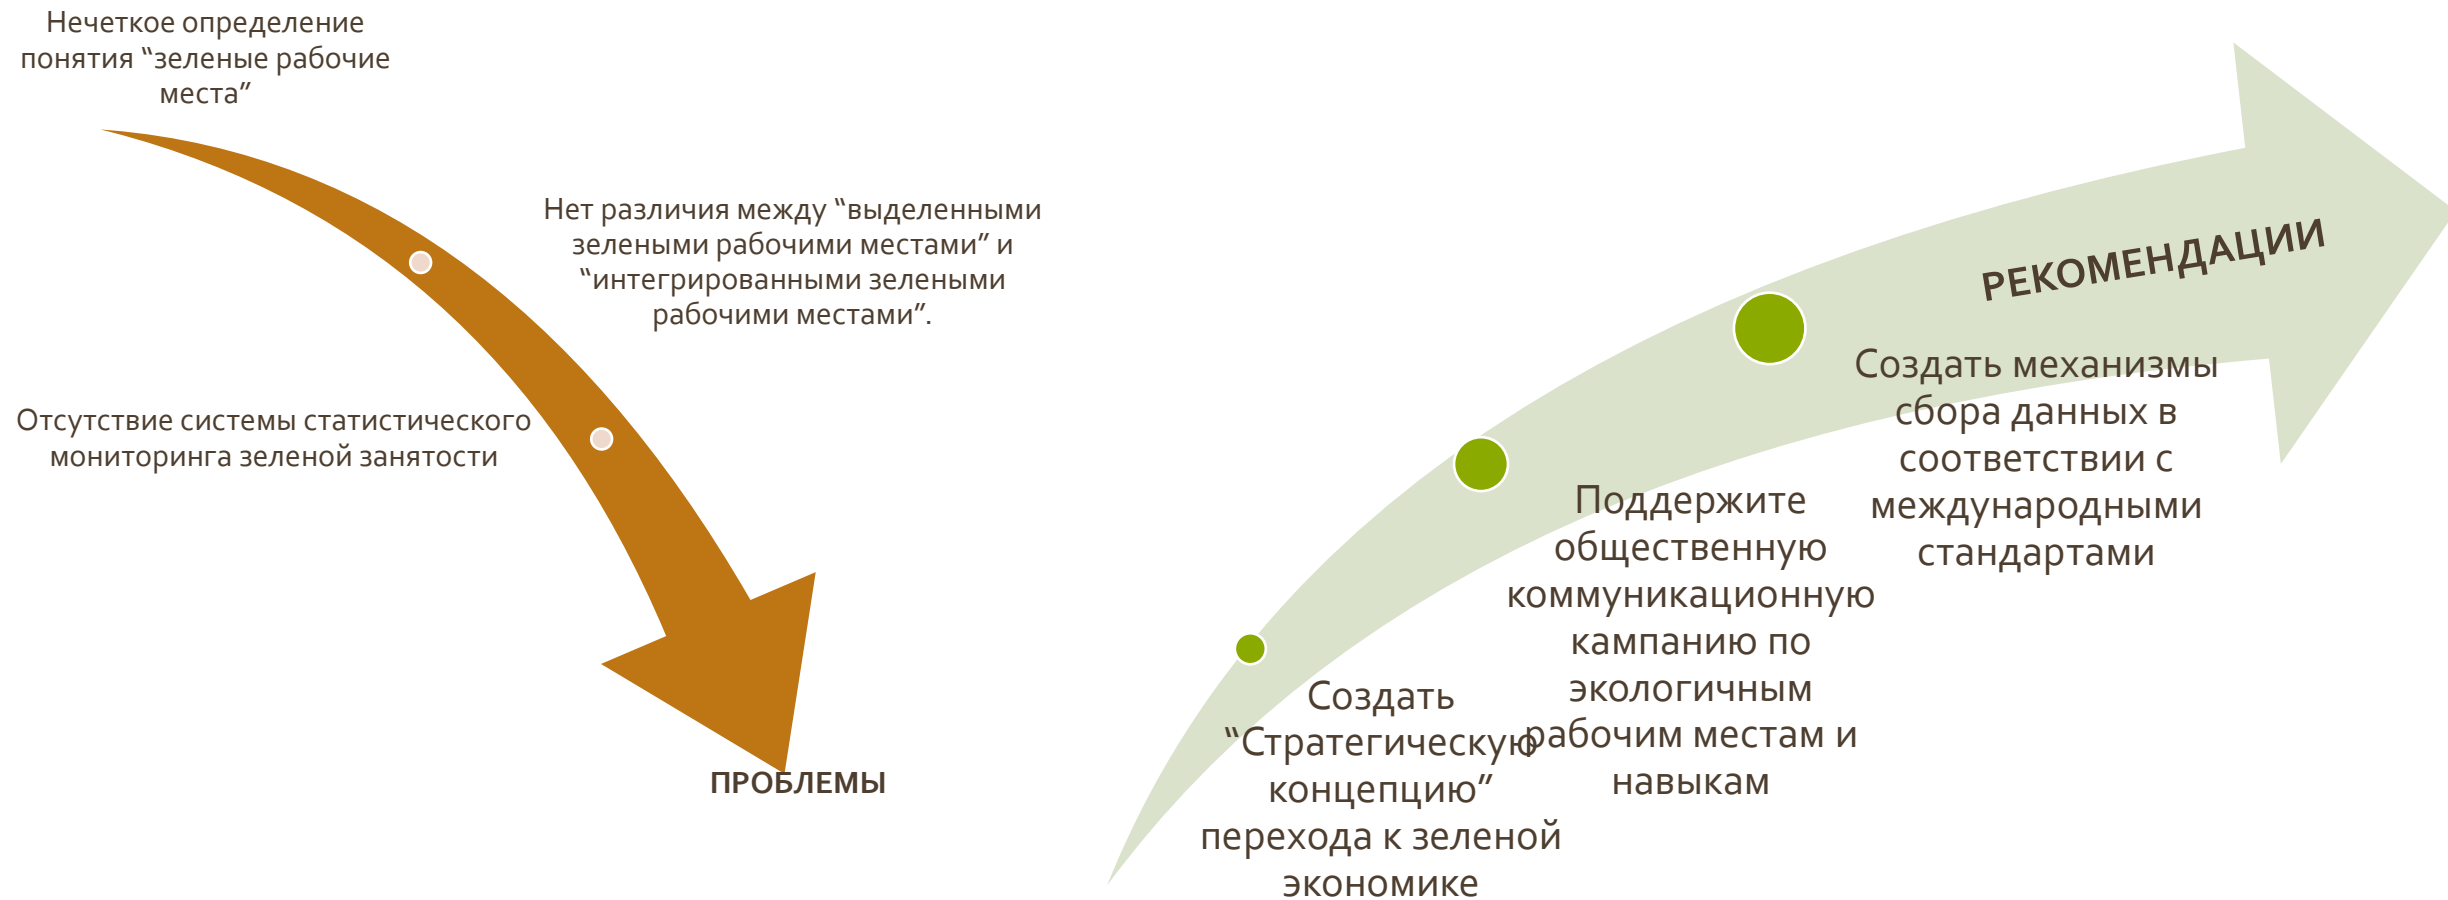 Нечеткое определение
понятия “зеленые рабочие
места”
Нет различия между “выделенными
зелеными рабочими местами” и
“интегрированными зелеными
рабочими местами”.
Отсутствие системы статистического
мониторинга зеленой занятости
ПРОБЛЕМЫ
РЕКОМЕНДАЦИИ
Создать
“Стратегическую
концепцию”
перехода к зеленой
экономике
Поддержите
общественную
коммуникационную
кампанию по
экологичным
рабочим местам и
навыкам
Создать механизмы
сбора данных в
соответствии с
международными
стандартами